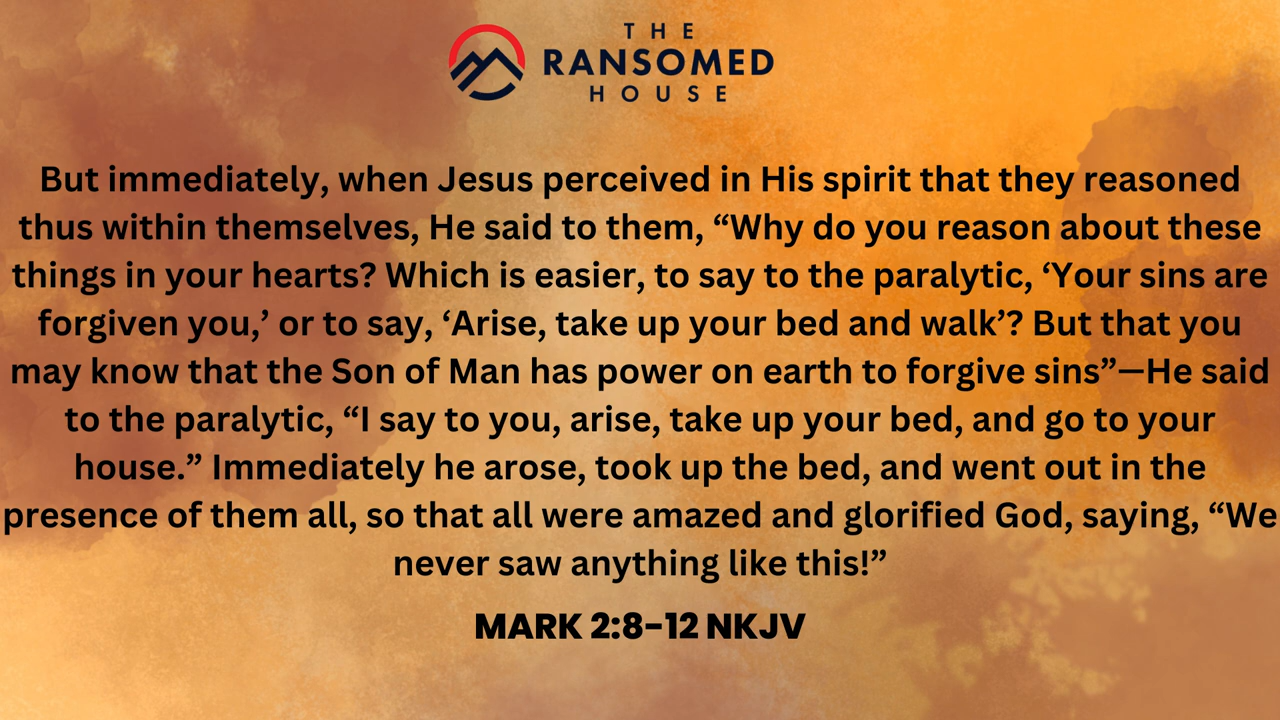 THE
RANSOMED
HOUSE
But immediately, when Jesus perceived in His spirit that they reasoned
thus within themselves, He said to them, “Why do you reason about these
things in your hearts? Which is easier, to say to the paralytic, ‘Your sins are
forgiven you,’ or to say, ‘Arise, take up your bed and walk’? But that you
may know that the Son of Man has power on earth to forgive sins”—He said
to the paralytic, “I say to you, arise, take up your bed, and go to your
house.” Immediately he arose, took up the bed, and went out in the
presence of them all, so that all were amazed and glorified God, saying, “We
never saw anything like this!”
MARK 2:8–12 NKJV